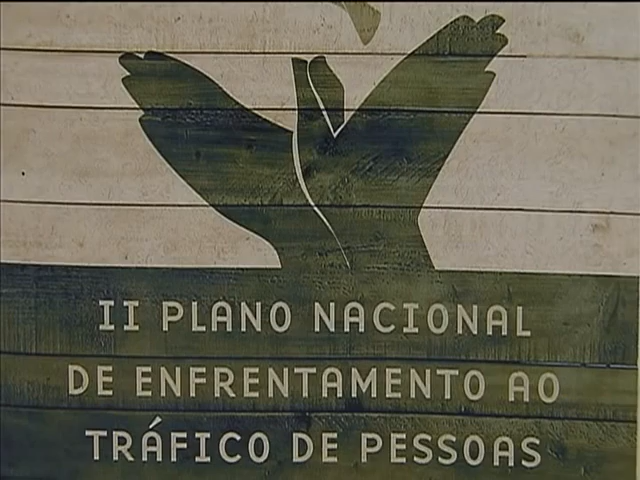 II PLANO NACIONAL
DE ENFRENTAMENTO AO
TRÁFICO DE PESSOAS